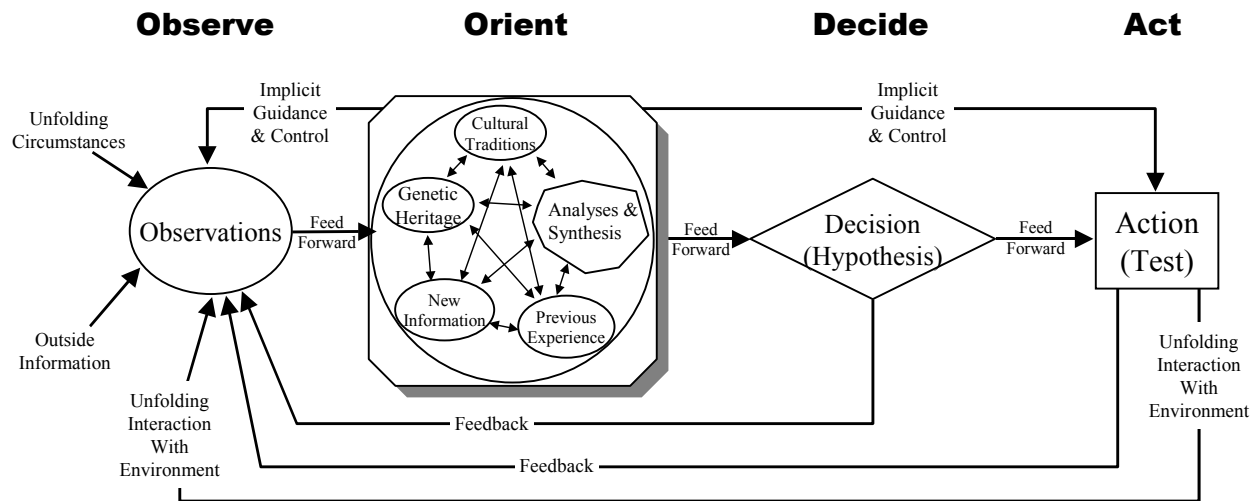 Observe
Orient
Decide
Act
Implicit
Guidance
& Control
Implicit
Guidance
& Control
Unfolding
Circumstances
Cultural
Traditions
Genetic
Heritage
Analyses &
Synthesis
New
Information
Previous
Experience
Observations
Feed
Forward
Feed
Forward
Decision
(Hypothesis)
Feed
Forward
Action
(Test)
Outside
Information
Unfolding
Interaction
With
Environment
Unfolding
Interaction
With
Environment
Feedback
Feedback